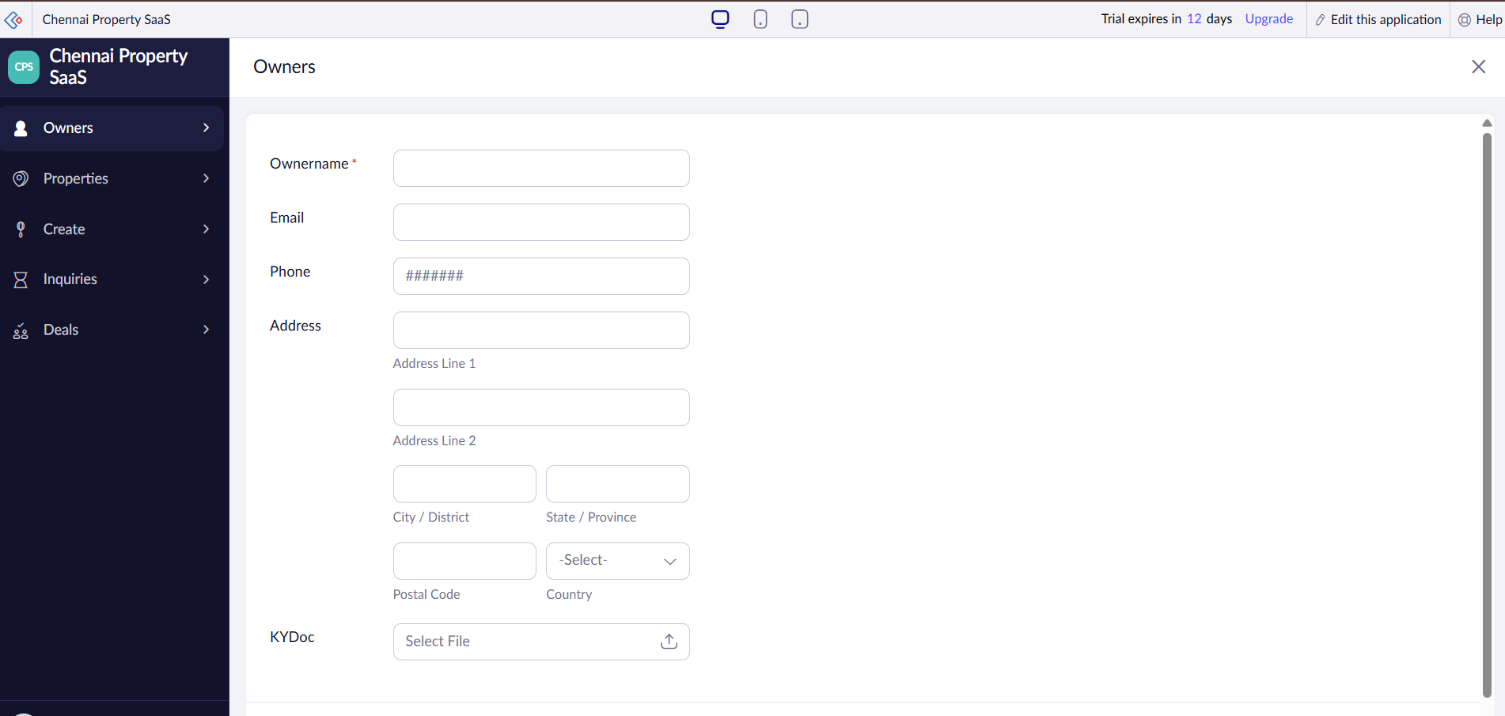 Chennai Property SaaS
Trial expires in 12 days Upgrade
Edit this application
Help
CPS
Chennai Property
SaaS
Owners
Properties
Create
Inquiries
Deals
Owners
Ownername *
Email
Phone
#######
Address
Address Line 1
Address Line 2
City / District
State / Province
-Select-
Postal Code
Country
KYDoc
Select File